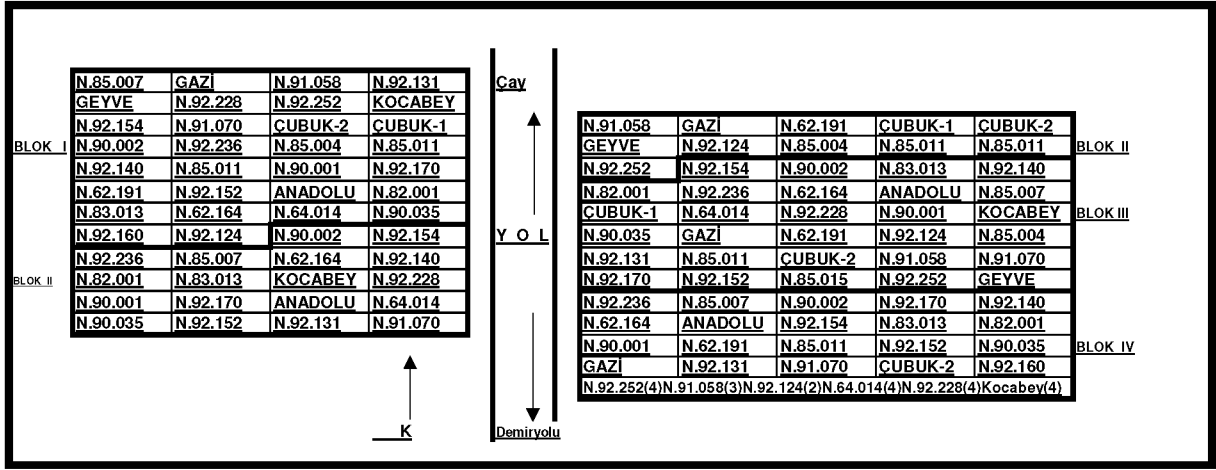 N.85.007 GAZİ N.91.058 N.92.131
GEYVE N.92.228 N.92.252 KOCABEY
N.92.154 N.91.070 ÇUBUK-2 ÇUBUK-1
BLOK I N.90.002 N.92.236 N.85.004 N.85.011
N.92.140 N.85.011 N.90.001 N.92.170
N.62.191 N.92.152 ANADOLU N.82.001
N.83.013 N.62.164 N.64.014 N.90.035
N.92.160 N.92.124 N.90.002 N.92.154
N.92.236 N.85.007 N.62.164 N.92.140
BLOK II N.82.001 N.83.013 KOCABEY N.92.228
N.90.001 N.92.170 ANADOLU N.64.014
N.90.035 N.92.152 N.92.131 N.91.070
K
Çay
Y O L
Demiryolu
N.91.058 GAZİ N.62.191 ÇUBUK-1 ÇUBUK-2
GEYVE N.92.124 N.85.004 N.85.011 N.85.011 BLOK II
N.92.252 N.92.154 N.90.002 N.83.013 N.92.140
N.82.001 N.92.236 N.62.164 ANADOLU N.85.007
ÇUBUK-1 N.64.014 N.92.228 N.90.001 KOCABEY BLOK III
N.90.035 GAZİ N.62.191 N.92.124 N.85.004
N.92.131 N.85.011 ÇUBUK-2 N.91.058 N.91.070
N.92.170 N.92.152 N.85.015 N.92.252 GEYVE
N.92.236 N.85.007 N.90.002 N.92.170 N.92.140
N.62.164 ANADOLU N.92.154 N.83.013 N.82.001
N.90.001 N.62.191 N.85.011 N.92.152 N.90.035 BLOK IV
GAZİ N.92.131 N.91.070 ÇUBUK-2 N.92.160
N.92.252(4)N.91.058(3)N.92.124(2)N.64.014(4)N.92.228(4)Kocabey(4)